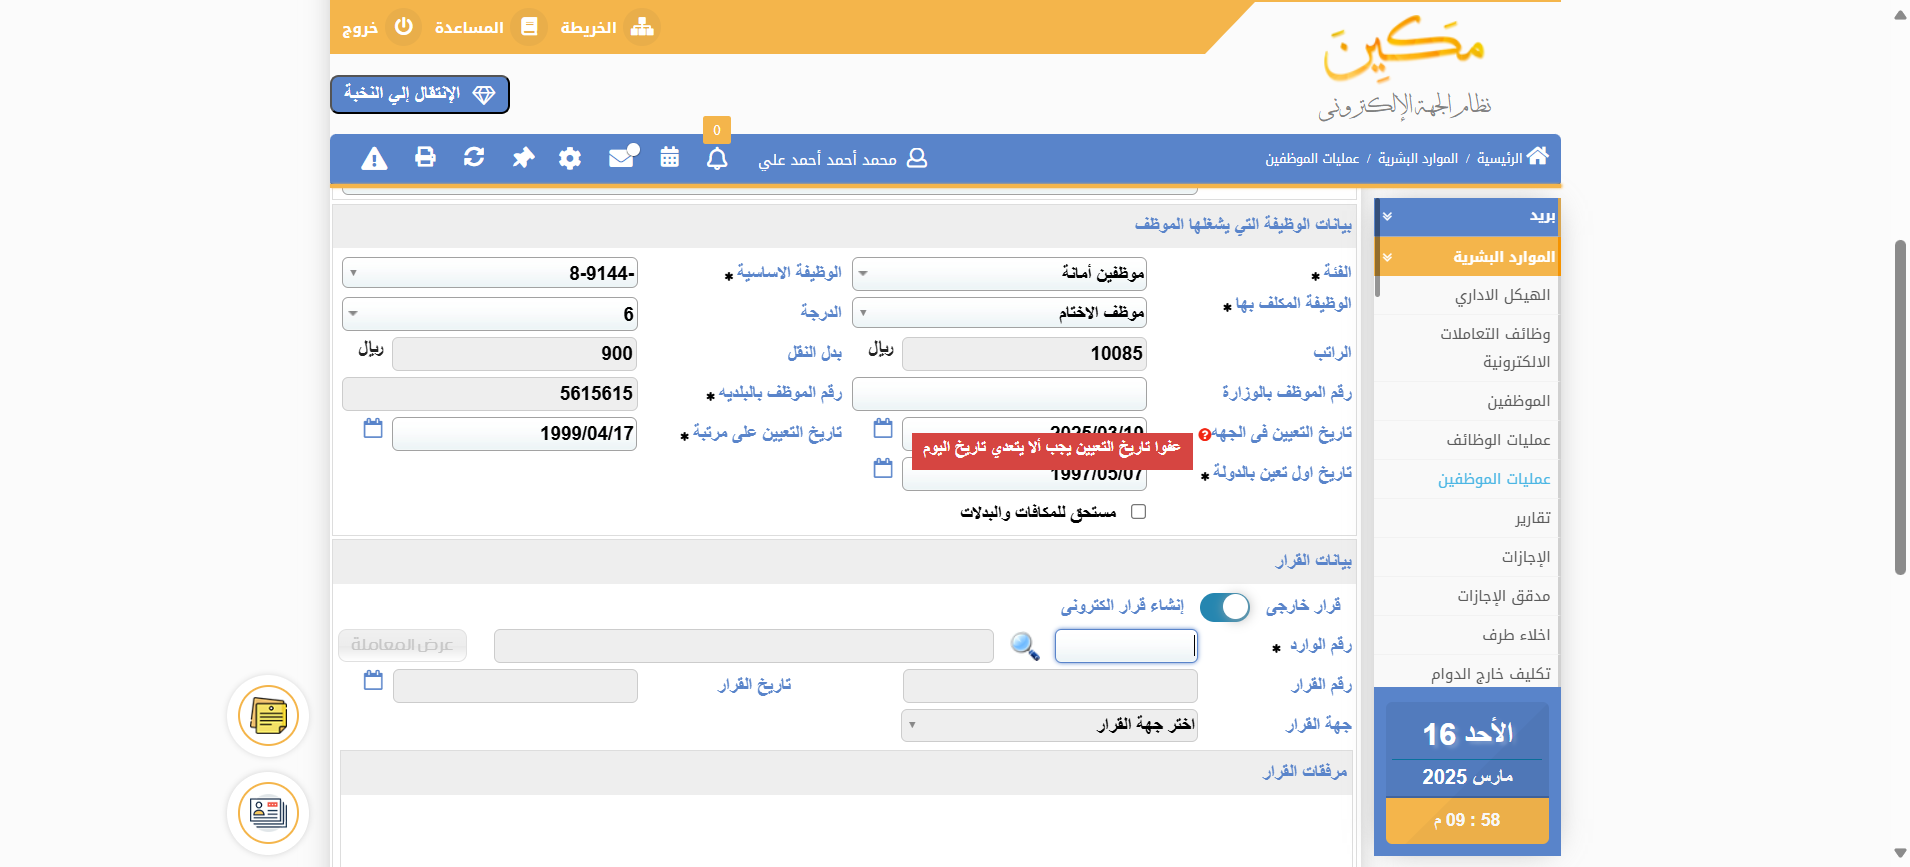 الخريطة
المساعدة
خروج
مكين
نظام الجهة الإلكتروني
الإنتقال إلي النخبة
0
الرئيسية / الموارد البشرية / عمليات الموظفين
محمد أحمد أحمد علي
بريد
الموارد البشرية
الهيكل الاداري
وظائف التعاملات
الالكترونية
الموظفين
عمليات الوظائف
عمليات الموظفين
تقارير
الإجازات
مدقق الإجازات
اخلاء طرف
تكليف خارج الدوام
الأحد 16
مارس 2025
09 : 58 م
بيانات الوظيفة التي يشغلها الموظف
الفئة * موظفين أمانة
الوظيفة الاساسية * 8-9144-
الوظيفة المكلف بها * موظف الاختام
الدرجة 6
الراتب 10085 ريال
بدل النقل 900 ريال
رقم الموظف بالوزارة
رقم الموظف بالبلديه * 5615615
تاريخ التعيين فى الجهه 2025/03/19
تاريخ التعيين على مرتبة * 1999/04/17
عفوا تاريخ التعيين يجب ألا يتعدي تاريخ اليوم
تاريخ اول تعين بالدولة * 1997/05/07
مستحق للمكافات والبدلات
بيانات القرار
قرار خارجى إنشاء قرار الكترونى
رقم الوارد *
عرض المعاملة
رقم القرار
تاريخ القرار
جهة القرار اختر جهة القرار
مرفقات القرار